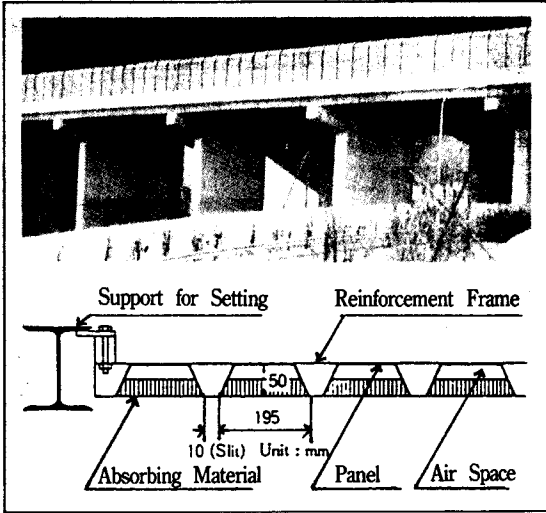 Support for Setting
Reinforcement Frame
50
195
10 (Slit) Unit : mm
Absorbing Material
Panel
Air Space